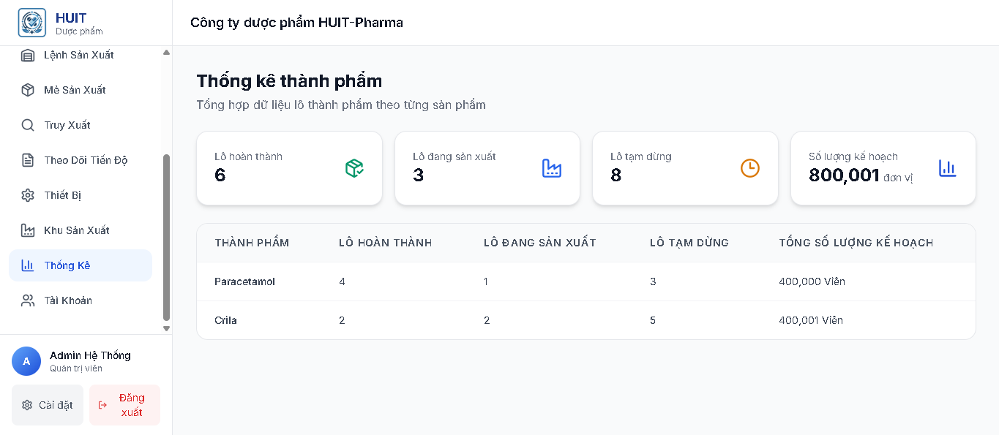 HUIT
Dược phẩm
Công ty dược phẩm HUIT-Pharma
Lệnh Sản Xuất
Mẻ Sản Xuất
Truy Xuất
Theo Dõi Tiến Độ
Thiết Bị
Khu Sản Xuất
Thống Kê
Tài Khoản
A
Admin Hệ Thống
Quản trị viên
Cài đặt
Đăng
xuất
Thống kê thành phẩm
Tổng hợp dữ liệu lô thành phẩm theo từng sản phẩm
Lô hoàn thành
6
Lô đang sản xuất
3
Lô tạm dừng
8
Số lượng kế hoạch
800,001 đơn vị
THÀNH PHẨM LÔ HOÀN THÀNH LÔ ĐANG SẢN XUẤT LÔ TẠM DỪNG TỔNG SỐ LƯỢNG KẾ HOẠCH
Paracetamol 4 1 3 400,000 Viên
Crila 2 2 5 400,001 Viên